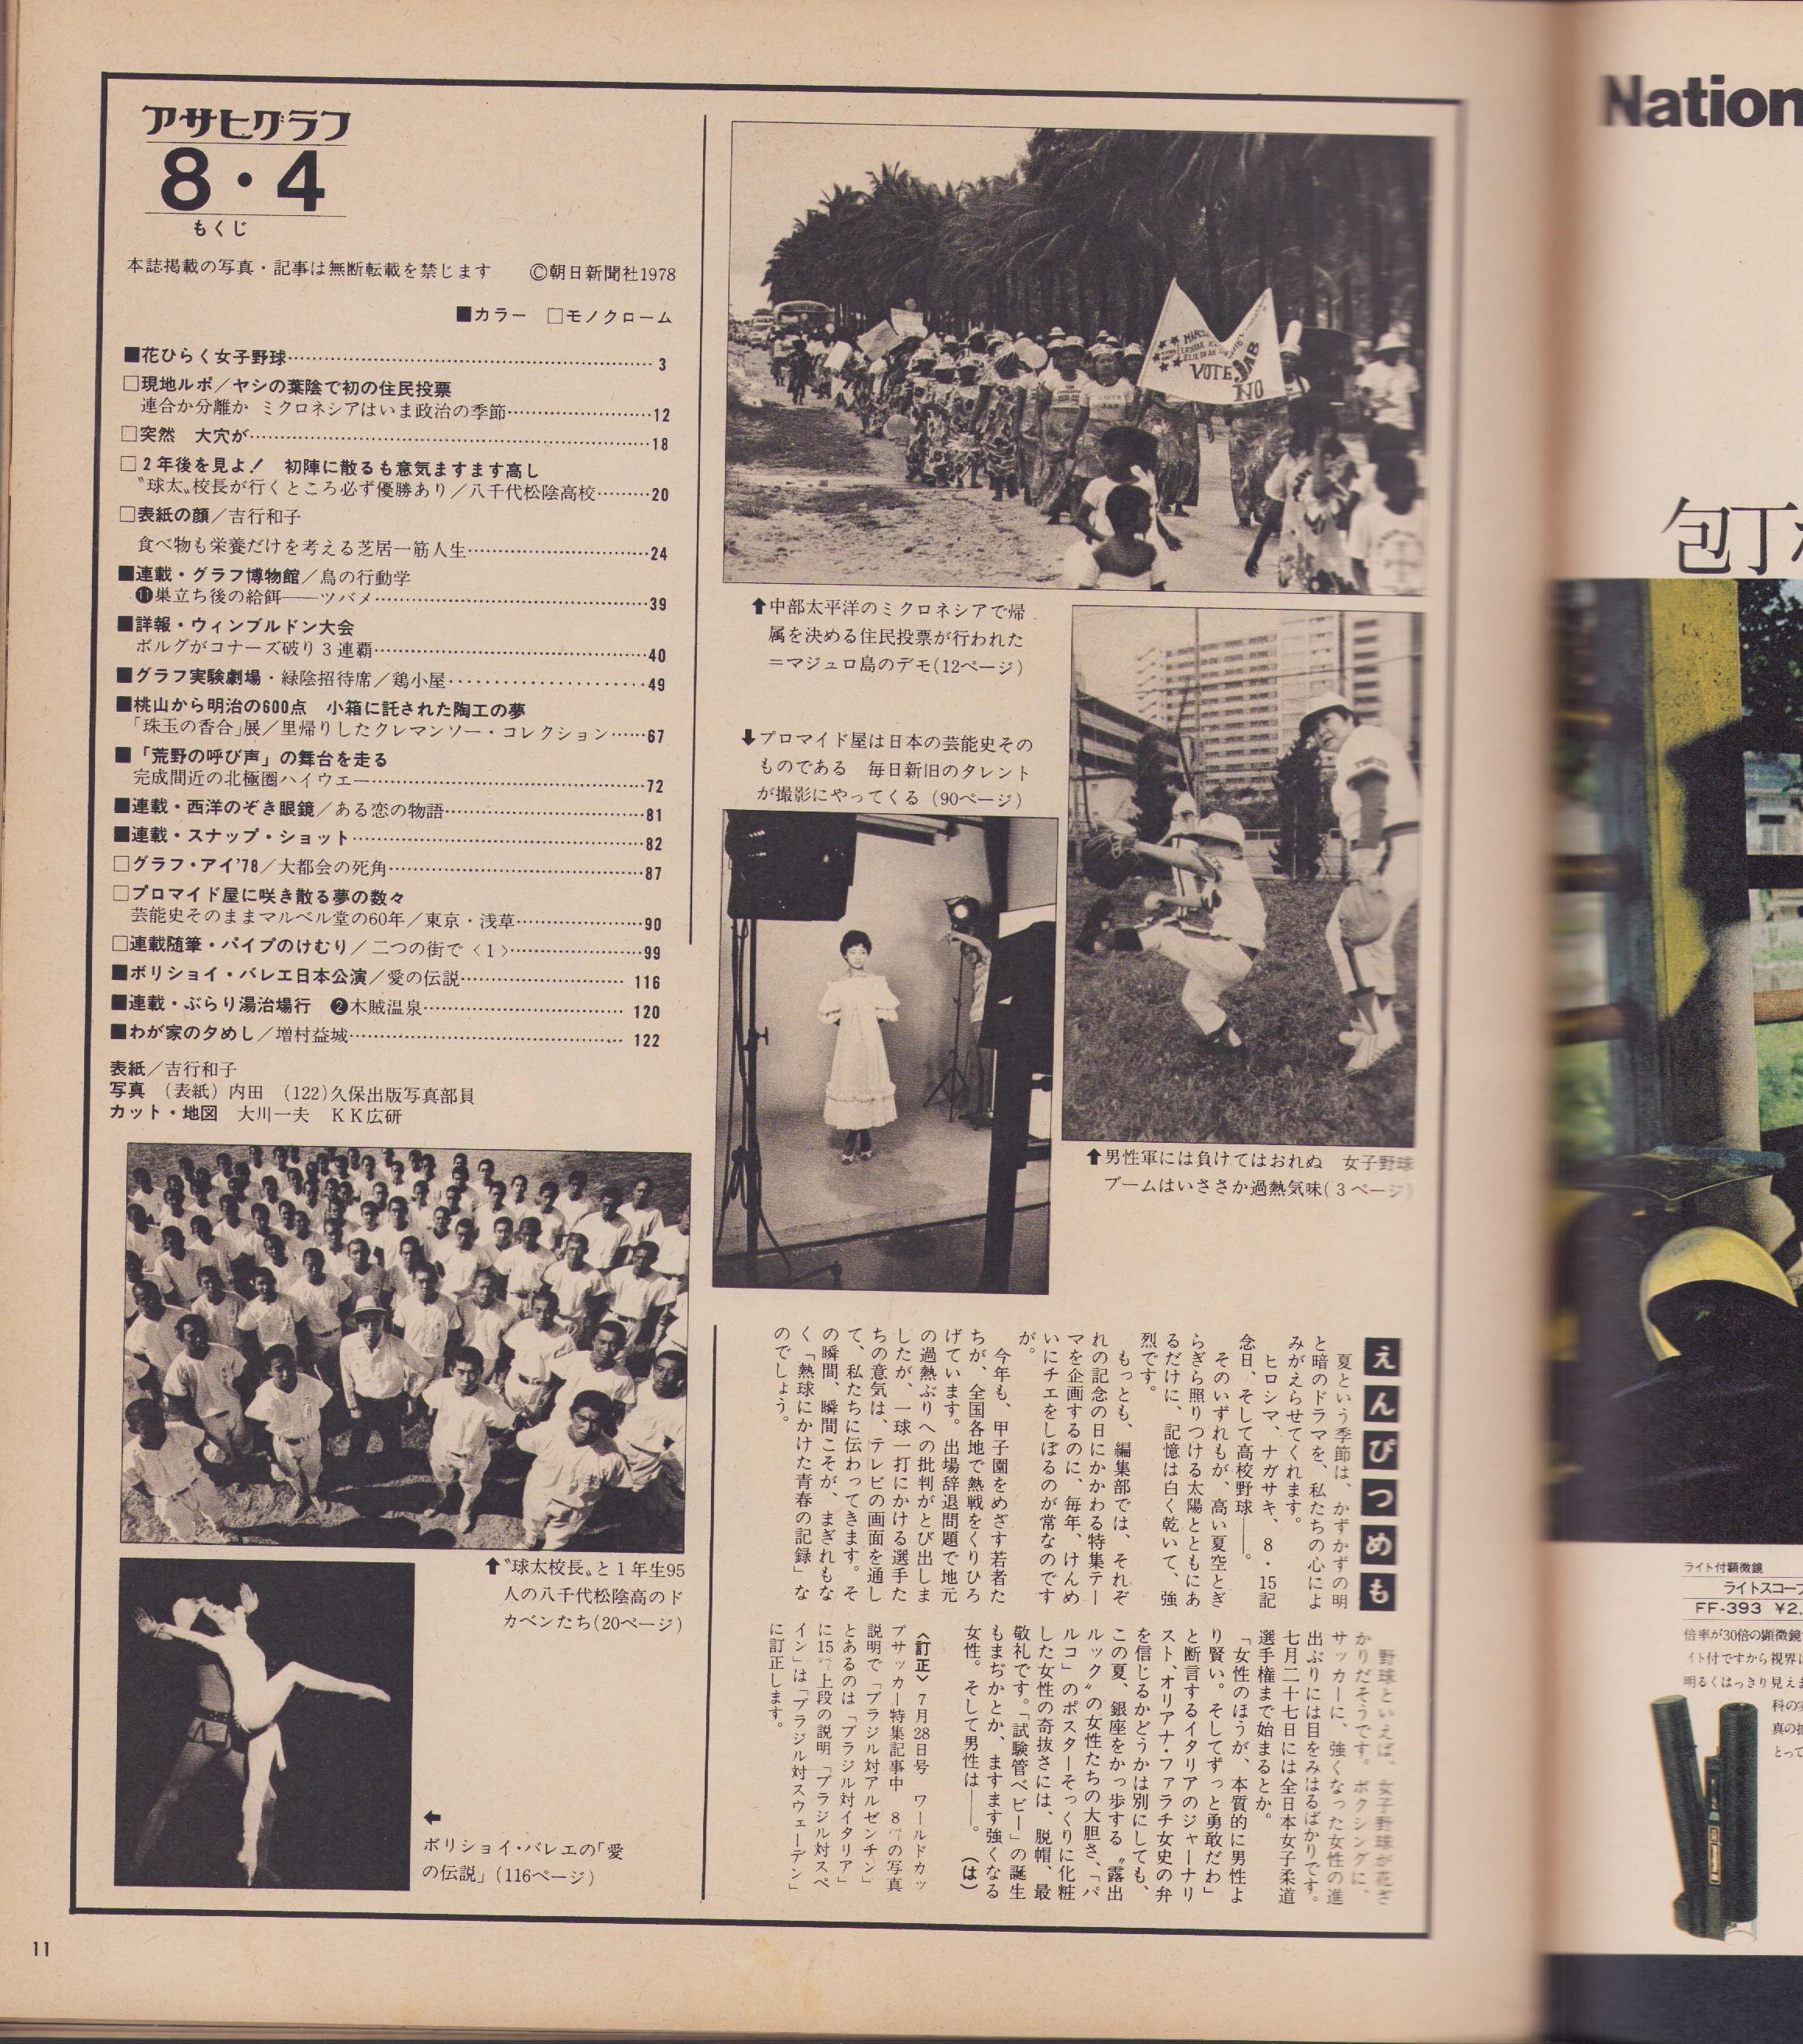 アサヒグラフ
8・4
もくじ
本誌掲載の写真・記事は無断転載を禁じます ©朝日新聞社1978
■カラー □モノクローム
■花ひらく女子野球……3
□現地ルポ/ヤシの葉陰で初の住民投票
連合か分離か ミクロネシアはいま政治の季節……12
□突然 大穴が……18
□2年後を見よ! 初陣に散るも意気ますます高し
〝球太〟校長が行くところ必ず優勝あり/八千代松陰高校……20
□表紙の顔/吉行和子
食べ物も栄養だけを考える芝居一筋人生……24
■連載・グラフ博物館/鳥の行動学
⓫巣立ち後の給餌――ツバメ……39
■詳報・ウィンブルドン大会
ボルグがコナーズ破り3連覇……40
■グラフ実験劇場・緑陰招待席/鶏小屋……49
■桃山から明治の600点 小箱に託された陶工の夢
「珠玉の香合」展/里帰りしたクレマンソー・コレクション……67
■「荒野の呼び声」の舞台を走る
完成間近の北極圏ハイウエー……72
■連載・西洋のぞき眼鏡/ある恋の物語……81
■連載・スナップ・ショット……82
□グラフ・アイ'78/大都会の死角……87
□プロマイド屋に咲き散る夢の数々
芸能史そのままマルベル堂の60年/東京・浅草……90
□連載随筆・パイプのけむり/二つの街で〈1〉……99
■ボリショイ・バレエ日本公演/愛の伝説……116
■連載・ぶらり湯治場行 ❷木賊温泉……120
■わが家の夕めし/増村益城……122
表紙/吉行和子
写真 (表紙)内田 (122)久保出版写真部員
カット・地図 大川一夫 KK広研
⬆〝球太校長〟と1年生95
人の八千代松陰高のド
カベンたち(20ページ)
⬅
ボリショイ・バレエの「愛
の伝説」(116ページ)
VOTE JAB
NO
⬆中部太平洋のミクロネシアで帰
属を決める住民投票が行われた
=マジュロ島のデモ(12ページ)
⬇プロマイド屋は日本の芸能史その
ものである 毎日新旧のタレント
が撮影にやってくる(90ページ)
⬆男性軍には負けてはおれぬ 女子野球
ブームはいささか過熱気味(3ページ)
えんぴつめも
夏という季節は、かずかずの明
と暗のドラマを、私たちの心によ
みがえらせてくれます。
ヒロシマ、ナガサキ、8・15記
念日、そして高校野球――。
そのいずれもが、高い夏空とぎ
らぎら照りつける太陽とともにあ
るだけに、記憶は白く乾いて、強
烈です。
もっとも、編集部では、それぞ
れの記念の日にかかわる特集テー
マを企画するのに、毎年、けんめ
いにチエをしぼるのが常なのです
が。
今年も、甲子園をめざす若者た
ちが、全国各地で熱戦をくりひろ
げています。出場辞退問題で地元
の過熱ぶりへの批判がとび出しま
したが、一球一打にかける選手た
ちの意気は、テレビの画面を通し
て、私たちに伝わってきます。そ
の瞬間、瞬間こそが、まぎれもな
く「熱球にかけた青春の記録」な
のでしょう。
野球といえば、女子野球が花ざ
かりだそうです。ボクシングに、
サッカーに、強くなった女性の進
出ぶりには目をみはるばかりです。
七月二十七日には全日本女子柔道
選手権まで始まるとか。
「女性のほうが、本質的に男性よ
り賢い。そしてずっと勇敢だわ」
と断言するイタリアのジャーナリ
スト、オリアナ・ファラチ女史の弁
を信じるかどうかは別にしても、
この夏、銀座をかっ歩する〝露出
ルック〟の女性たちの大胆さ、「パ
ルコ」のポスターそっくりに化粧
した女性の奇抜さには、脱帽、最
敬礼です。「試験管ベビー」の誕生
もまぢかとか、ますます強くなる
女性。そして男性は――。 (は)
〈訂正〉 7月28日号 ワールドカッ
プサッカー特集記事中 8㌻の写真
説明で「ブラジル対アルゼンチン」
とあるのは「ブラジル対イタリア」
に15㌻上段の説明「ブラジル対スペ
イン」は「ブラジル対スウェーデン」
に訂正します。
11
Nation
包丁
ライト付顕微鏡
ライトスコープ
FF-393 ¥2,
倍率が30倍の顕微鏡
イト付ですから視界
明るくはっきり見えま
科の
真の
とって